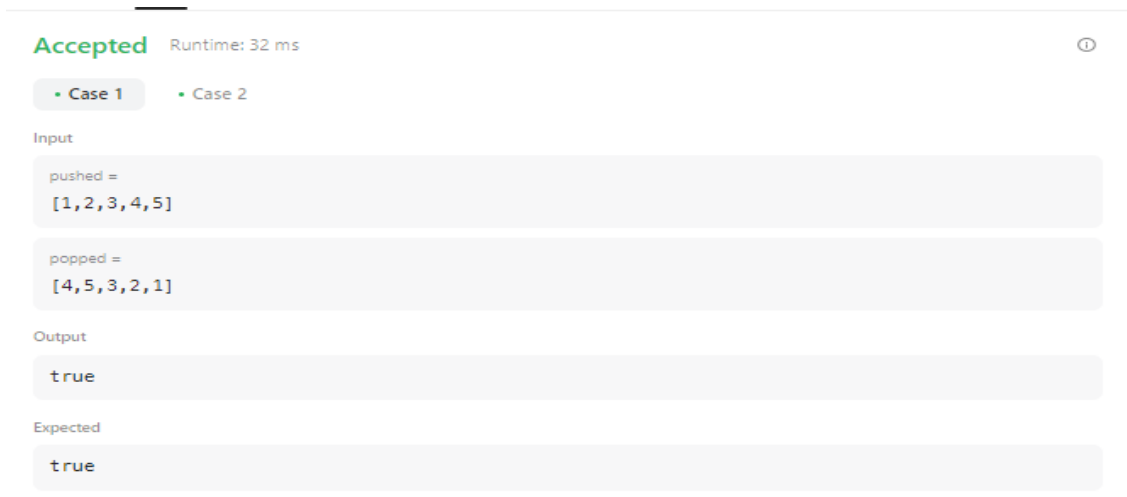 Accepted Runtime: 32 ms
• Case 1 • Case 2
Input
pushed =
[1,2,3,4,5]
popped =
[4,5,3,2,1]
Output
true
Expected
true